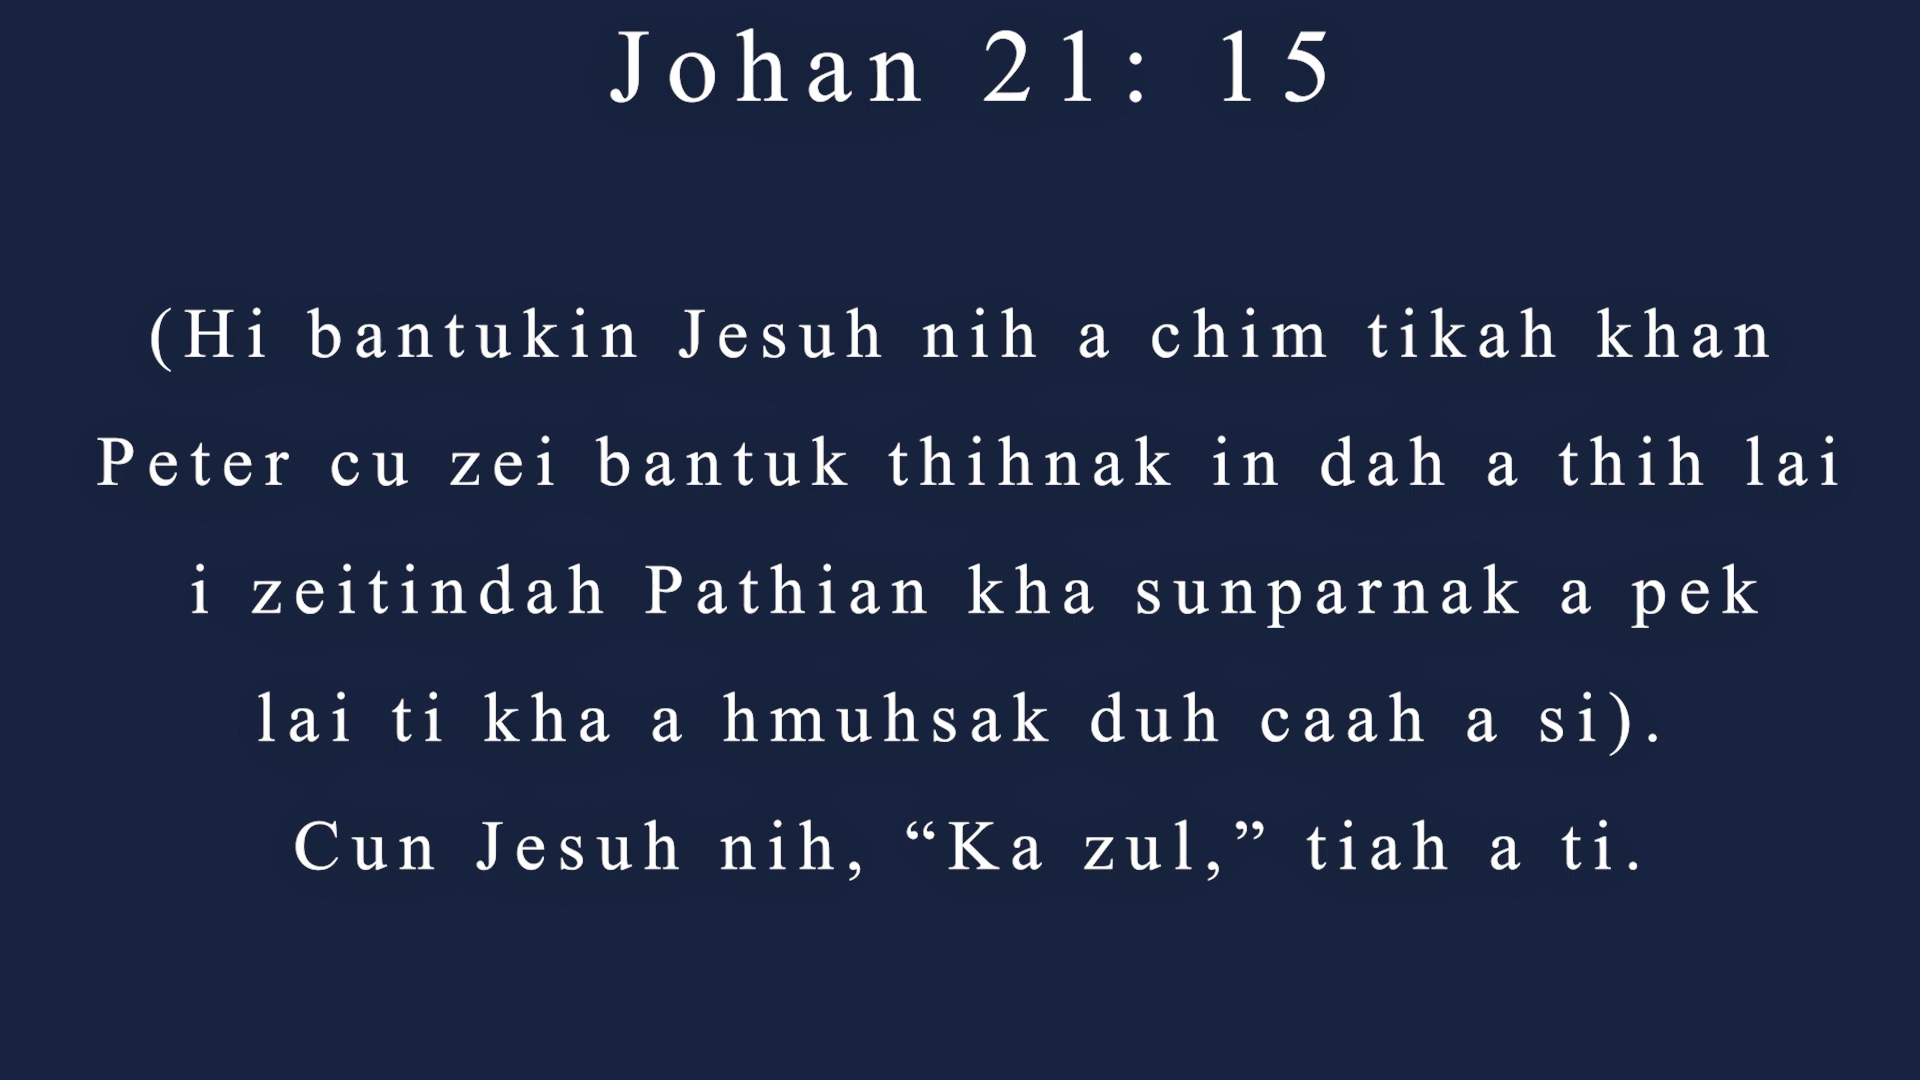 Johan 21: 15
(Hi bantukin Jesuh nih a chim tikah khan
Peter cu zei bantuk thihnak in dah a thih lai
i zeitindah Pathian kha sunparnak a pek
lai ti kha a hmuhsak duh caah a si).
Cun Jesuh nih, “Ka zul,” tiah a ti.